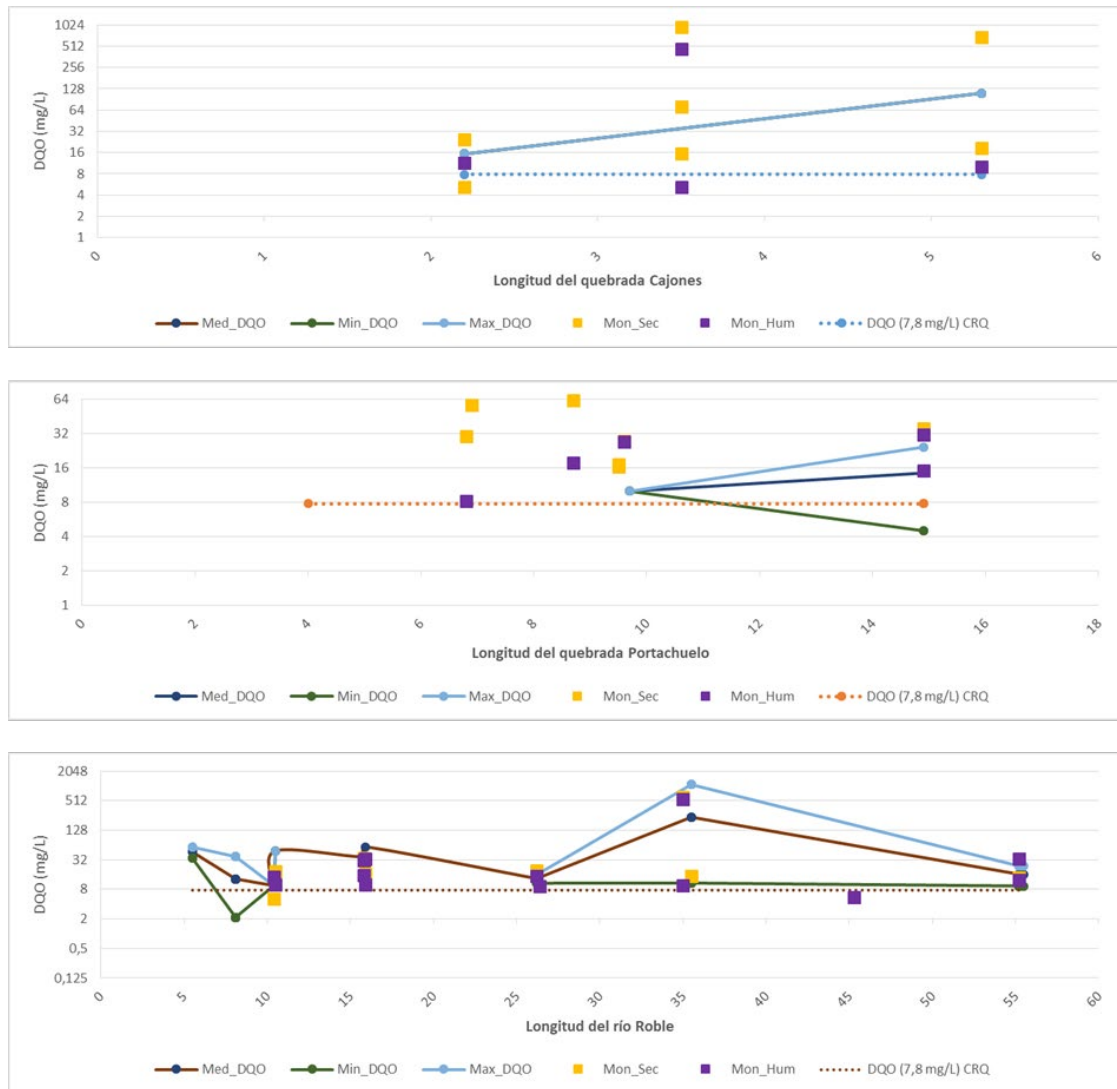 1024
512
256
128
64
32
16
8
4
2
1
DQO (mg/L)
0 1 2 3 4 5 6
Longitud del quebrada Cajones
Med_DQO Min_DQO Max_DQO Mon_Sec Mon_Hum DQO (7,8 mg/L) CRQ
64
32
16
8
4
2
1
DQO (mg/L)
0 2 4 6 8 10 12 14 16 18
Longitud del quebrada Portachuelo
Med_DQO Min_DQO Max_DQO Mon_Sec Mon_Hum DQO (7,8 mg/L) CRQ
2048
512
128
32
8
2
0,5
0,125
DQO (mg/L)
0 5 10 15 20 25 30 35 40 45 50 55 60
Longitud del río Roble
Med_DQO Min_DQO Max_DQO Mon_Sec Mon_Hum DQO (7,8 mg/L) CRQ